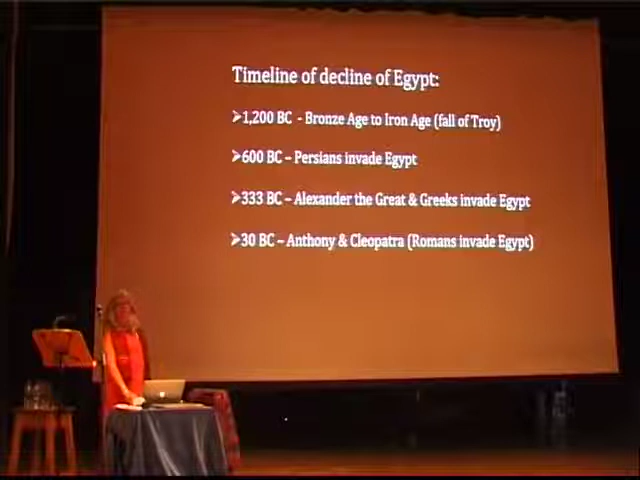 Timeline of decline of Egypt:
➢1,200 BC - Bronze Age to Iron Age (fall of Troy)
➢600 BC – Persians invade Egypt
➢333 BC – Alexander the Great & Greeks invade Egypt
➢30 BC – Anthony & Cleopatra (Romans invade Egypt)